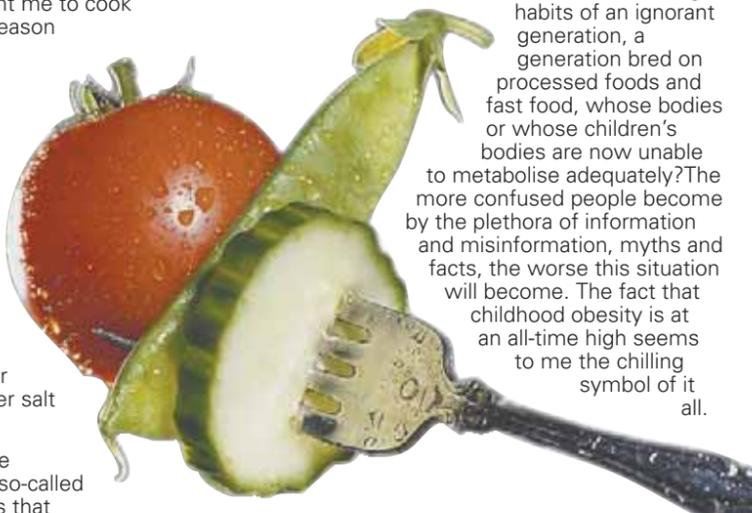 nt me to cook
eason
r
er salt
e
so-called
s that
habits of an ignorant
generation, a
generation bred on
processed foods and
fast food, whose bodies
or whose children's
bodies are now unable
to metabolise adequately?The
more confused people become
by the plethora of information
and misinformation, myths and
facts, the worse this situation
will become. The fact that
childhood obesity is at
an all-time high seems
to me the chilling
symbol of it
all.